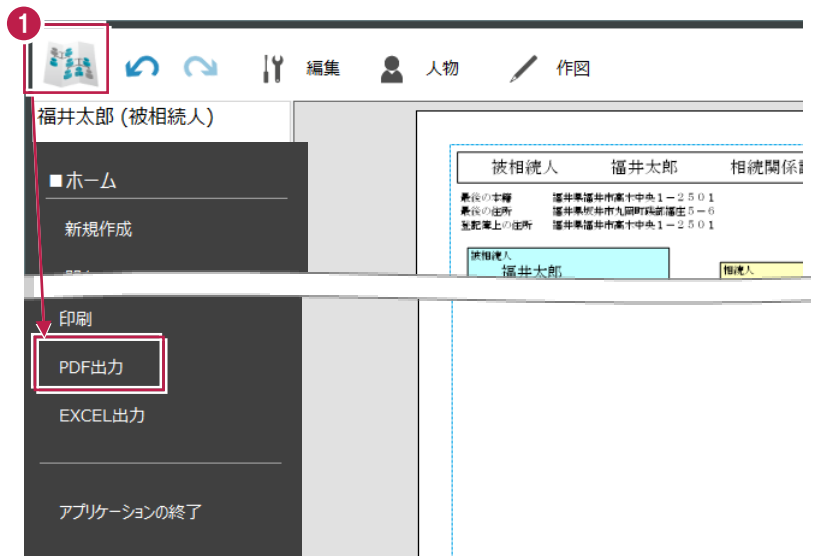 1
編集 人物 作図
福井太郎 (被相続人)
■ホーム
新規作成
印刷
PDF出力
EXCEL出力
アプリケーションの終了
被相続人 福井太郎 相続関係
最後の本籍 福井県福井市高木中央1－2501
最後の住所 福井県坂井市丸岡町磯部福庄5－6
登記簿上の住所 福井県福井市高木中央1－2501
被相続人
福井太郎
相続人